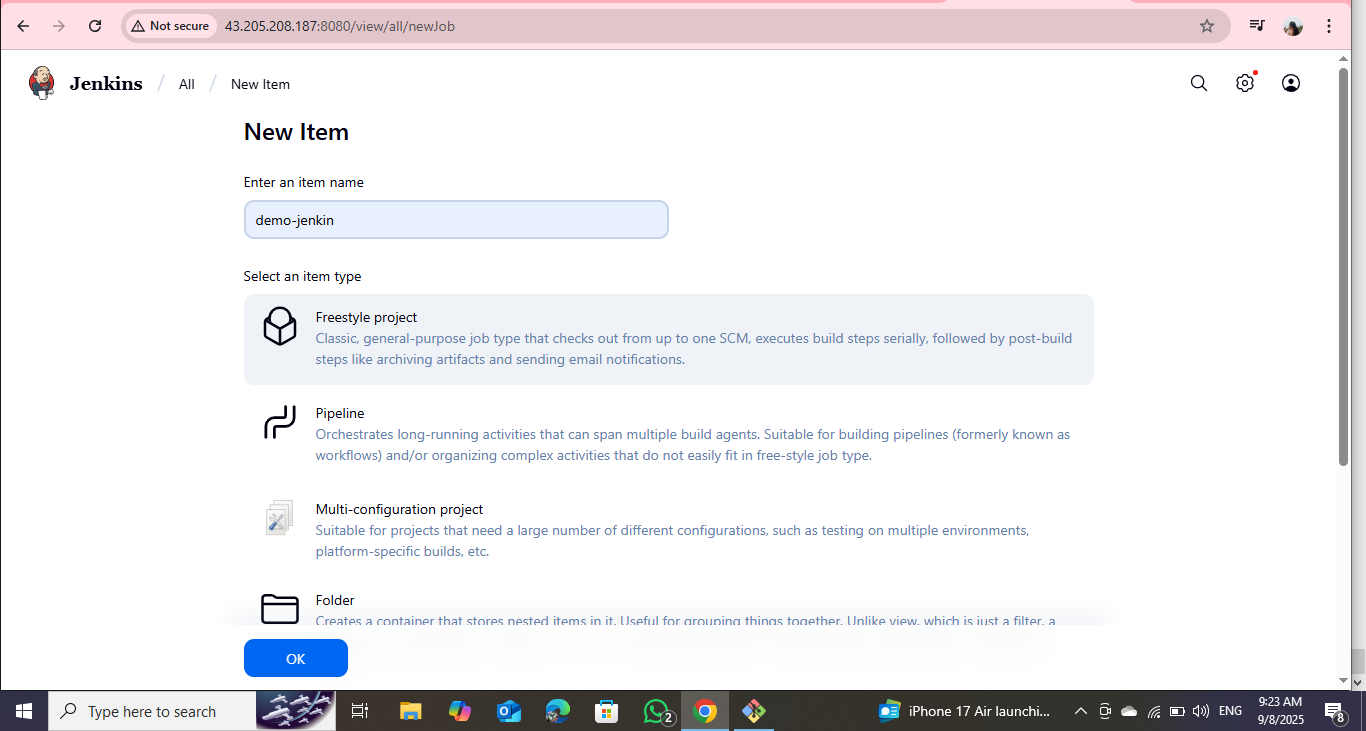 Not secure 43.205.208.187:8080/view/all/newJob
Jenkins / All / New Item
New Item
Enter an item name
demo-jenkin
Select an item type
Freestyle project
Classic, general-purpose job type that checks out from up to one SCM, executes build steps serially, followed by post-build
steps like archiving artifacts and sending email notifications.
Pipeline
Orchestrates long-running activities that can span multiple build agents. Suitable for building pipelines (formerly known as
workflows) and/or organizing complex activities that do not easily fit in free-style job type.
Multi-configuration project
Suitable for projects that need a large number of different configurations, such as testing on multiple environments,
platform-specific builds, etc.
Folder
Creates a container that stores nested items in it. Useful for grouping things together. Unlike view, which is just a filter, a
OK
Type here to search
2
iPhone 17 Air launchi...
ENG
9:23 AM
9/8/2025
8